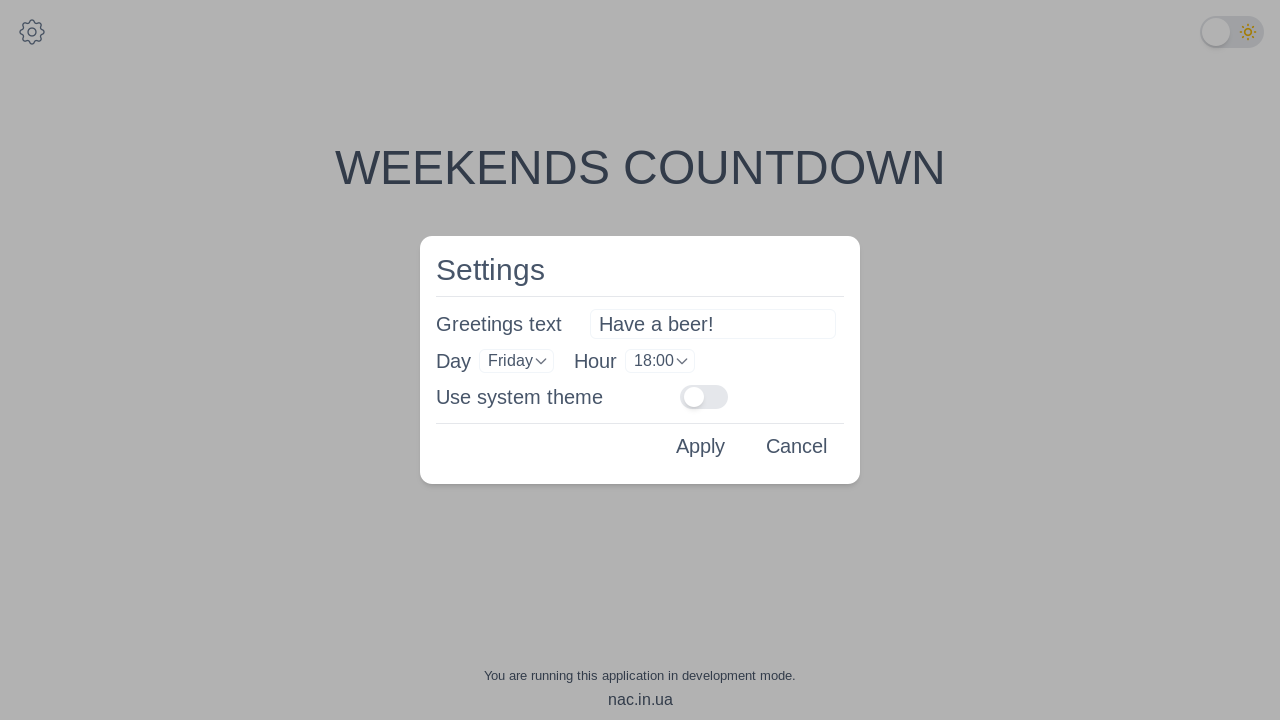 WEEKENDS COUNTDOWN
Settings
Greetings text Have a beer!
Day Friday Hour 18:00
Use system theme
Apply Cancel
You are running this application in development mode.
nac.in.ua